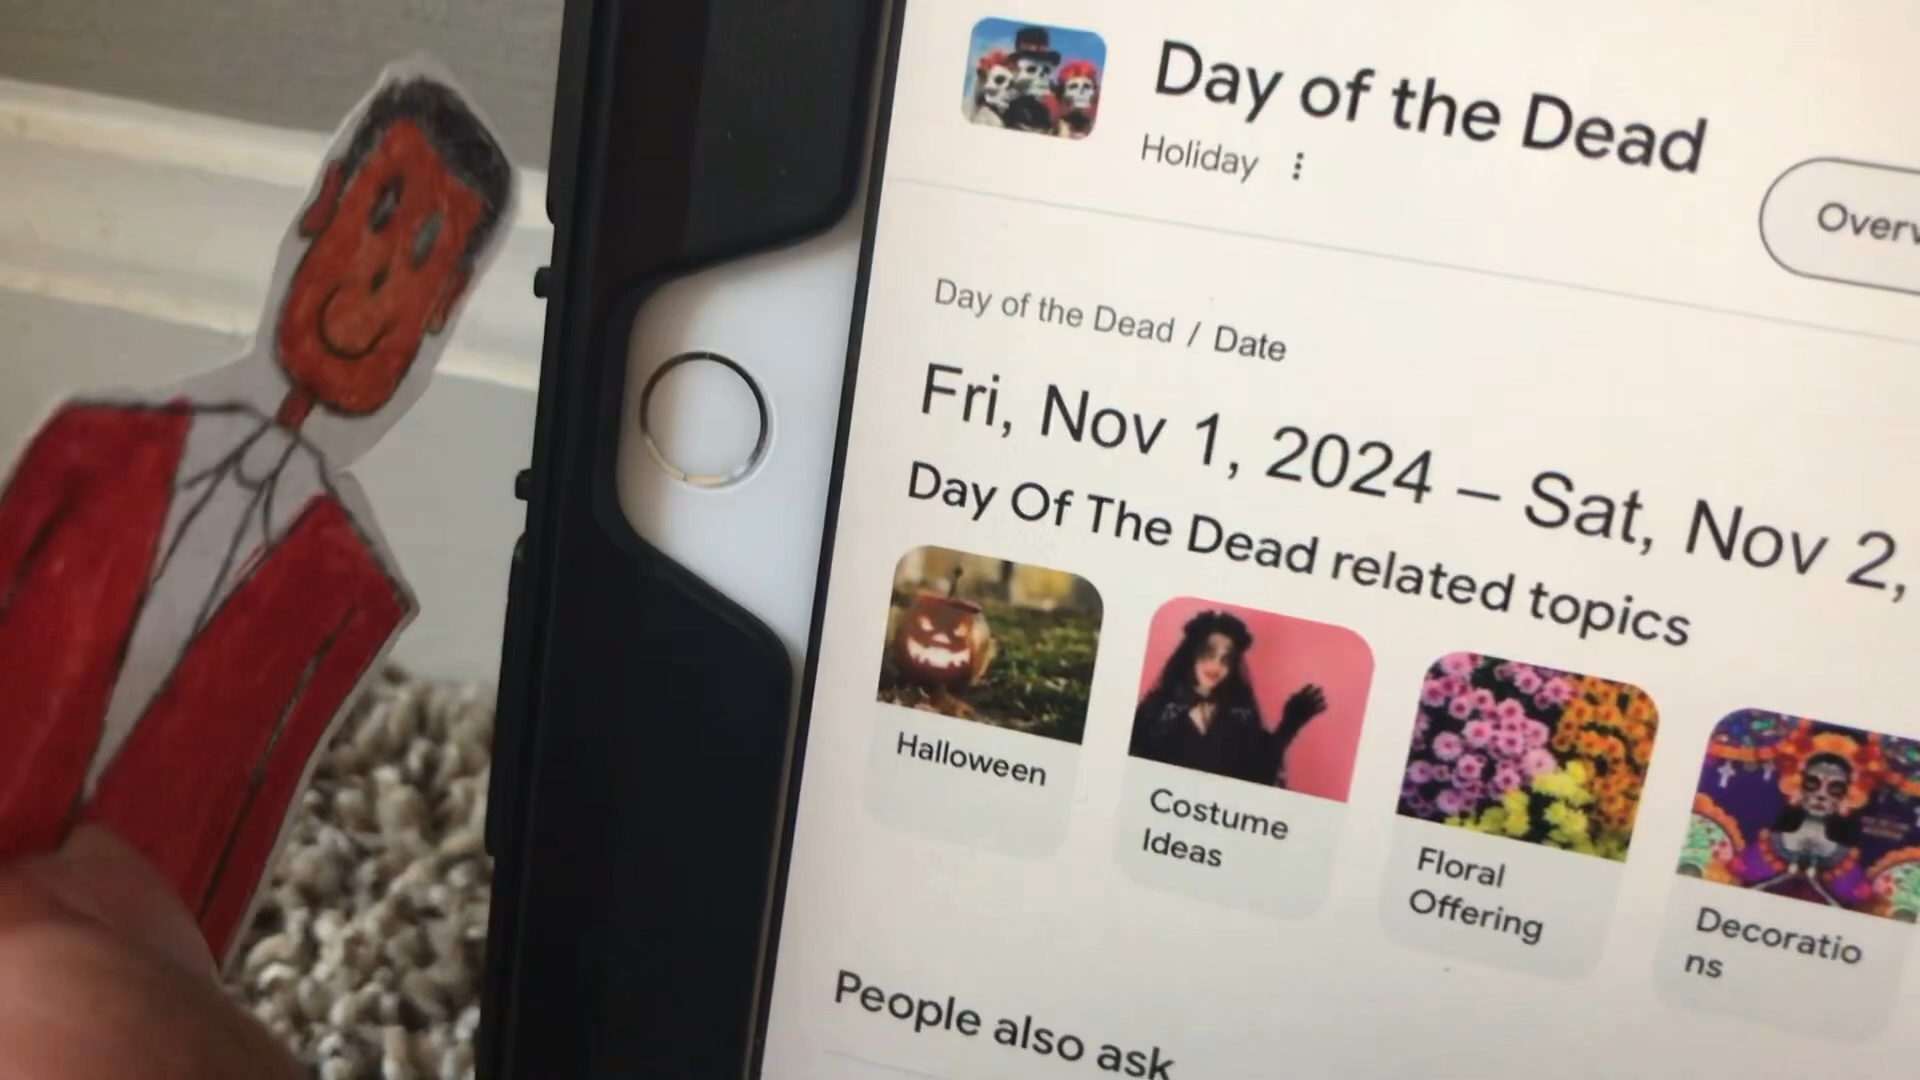 Day of the Dead
Holiday
Day of the Dead / Date
Fri, Nov 1, 2024 – Sat, Nov 2,
Day Of The Dead related topics
Halloween
Costume
Ideas
Floral
Offering
Decoratio
ns
People also ask